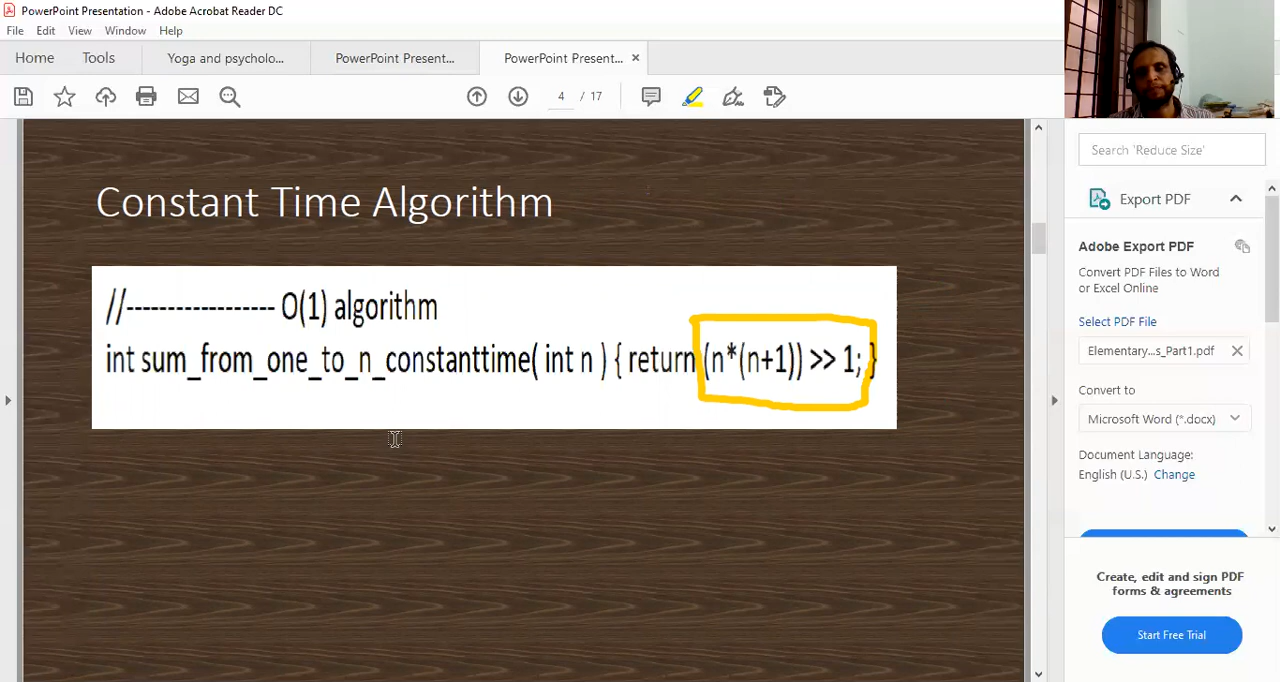 PowerPoint Presentation - Adobe Acrobat Reader DC
File Edit View Window Help
Home Tools Yoga and psycholo... PowerPoint Present... PowerPoint Present... ×
4 / 17
Constant Time Algorithm
//------------------ O(1) algorithm
int sum_from_one_to_n_constanttime( int n ) { return (n*(n+1)) >> 1; }
Search 'Reduce Size'
Export PDF
Adobe Export PDF
Convert PDF Files to Word
or Excel Online
Select PDF File
Elementary...s_Part1.pdf ×
Convert to
Microsoft Word (*.docx)
Document Language:
English (U.S.) Change
Create, edit and sign PDF
forms & agreements
Start Free Trial